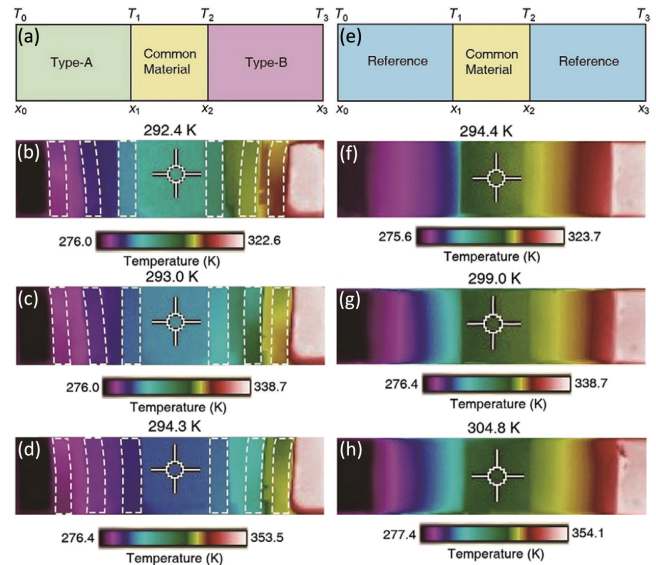 T0 T1 T2 T3
(a)
Type-A
Common
Material
Type-B
x0 x1 x2 x3
292.4 K
(b)
276.0 322.6
Temperature (K)
293.0 K
(c)
276.0 338.7
Temperature (K)
294.3 K
(d)
276.4 353.5
Temperature (K)
T0 T1 T2 T3
(e)
Reference
Common
Material
Reference
x0 x1 x2 x3
294.4 K
(f)
275.6 323.7
Temperature (K)
299.0 K
(g)
276.4 338.7
Temperature (K)
304.8 K
(h)
277.4 354.1
Temperature (K)